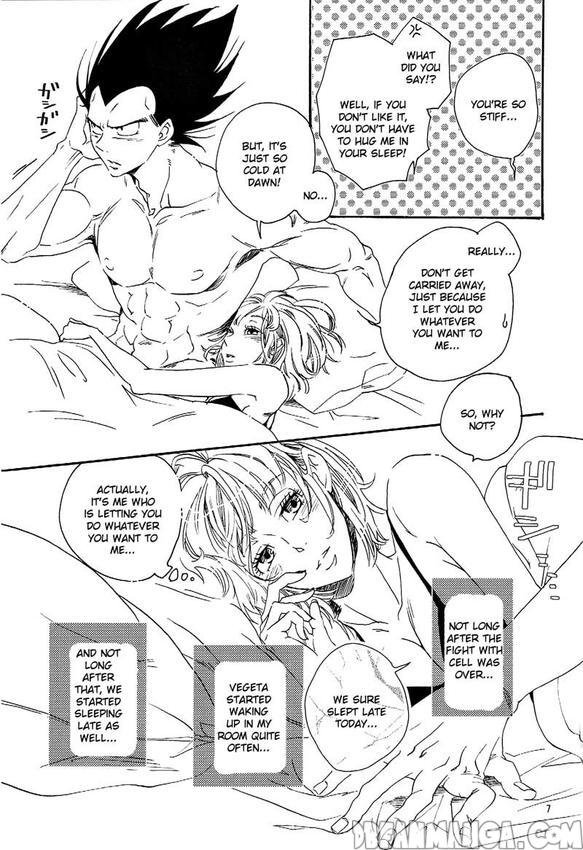 YOU'RE SO
STIFF...
WHAT
DID YOU
SAY!?
WELL, IF YOU
DON'T LIKE IT,
YOU DON'T HAVE
TO HUG ME IN
YOUR SLEEP!
BUT, IT'S
JUST SO
COLD AT
DAWN!
NO...
ガシガシ
REALLY...
DON'T GET
CARRIED AWAY,
JUST BECAUSE
I LET YOU DO
WHATEVER
YOU WANT TO
ME...
SO, WHY
NOT?
ACTUALLY,
IT'S ME WHO
IS LETTING YOU
DO WHATEVER
YOU WANT TO
ME...
NOT LONG
AFTER THE
FIGHT WITH
CELL WAS
OVER...
WE SURE
SLEPT LATE
TODAY...
VEGETA
STARTED
WAKING
UP IN MY
ROOM QUITE
OFTEN...
AND NOT
LONG
AFTER
THAT, WE
STARTED
SLEEPING
LATE AS
WELL...
7
DBZANMANGA.COM